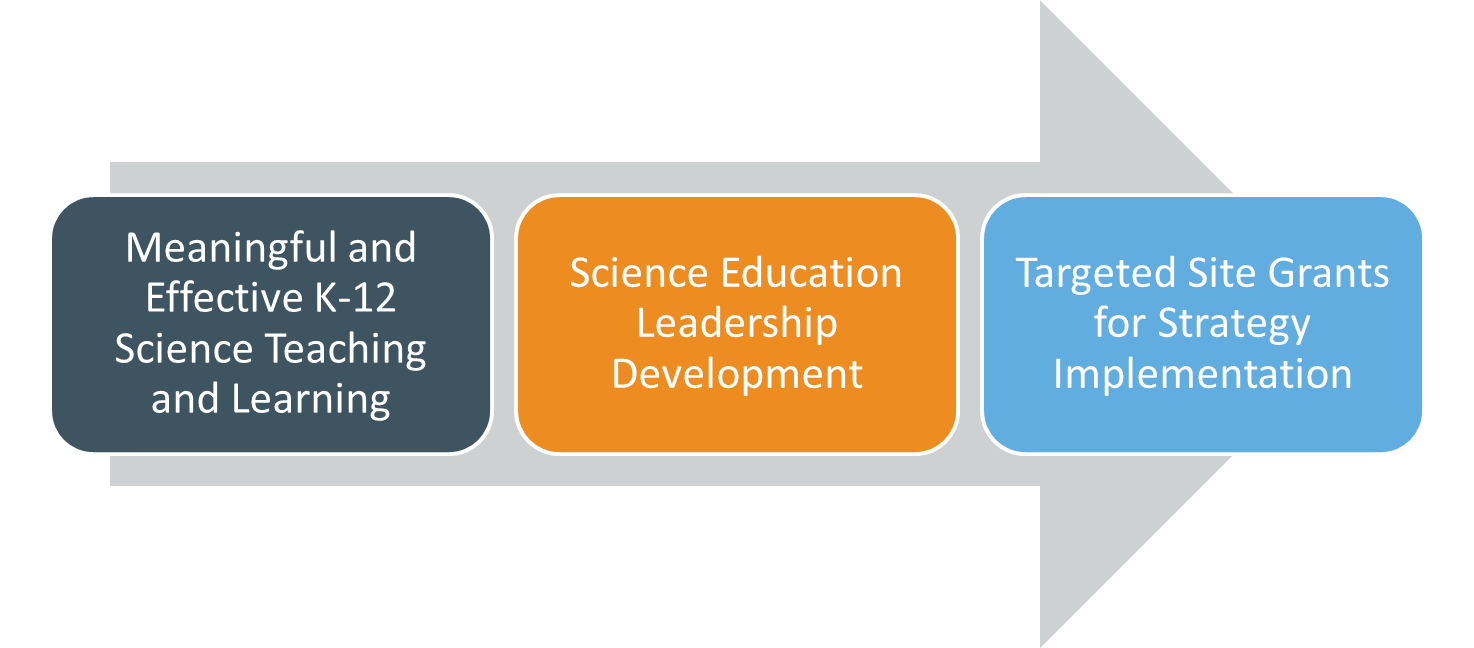 Meaningful and
Effective K-12
Science Teaching
and Learning
Science Education
Leadership
Development
Targeted Site Grants
for Strategy
Implementation